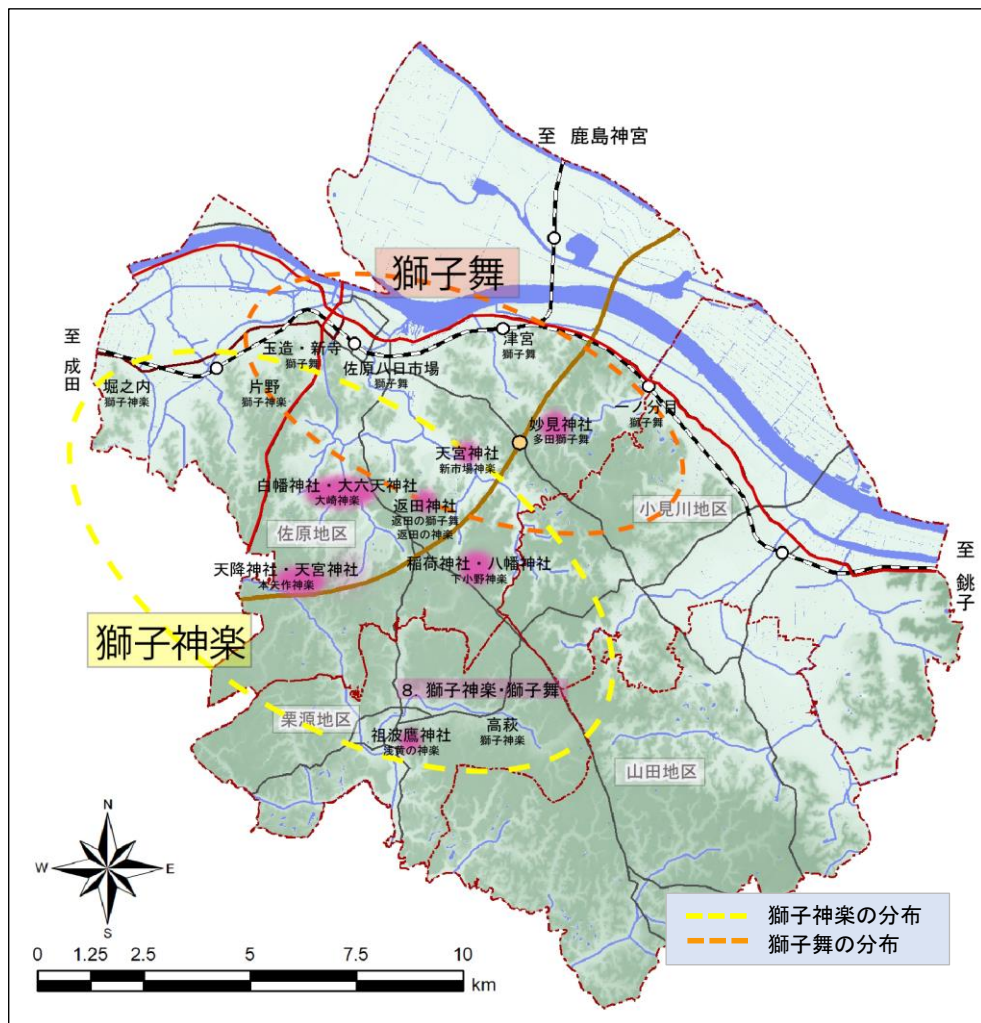 至 鹿島神宮
獅子舞
至 成田
玉造・新寺
獅子舞
佐原八日市場
獅子舞
津宮
獅子舞
堀之内
獅子神楽
片野
獅子神楽
一ノ分目
獅子舞
妙見神社
多田獅子舞
天宮神社
新市場神楽
白幡神社・大六天神社
大崎神楽
返田神社
返田の獅子舞
返田の神楽
小見川地区
佐原地区
稲荷神社・八幡神社
下小野神楽
天降神社・天宮神社
本矢作神楽
至 銚子
獅子神楽
8．獅子神楽・獅子舞
栗源地区
祖波鷹神社
浅黄の神楽
高萩
獅子神楽
山田地区
N
W
E
S
0 1.25 2.5 5 7.5 10
km
獅子神楽の分布
獅子舞の分布